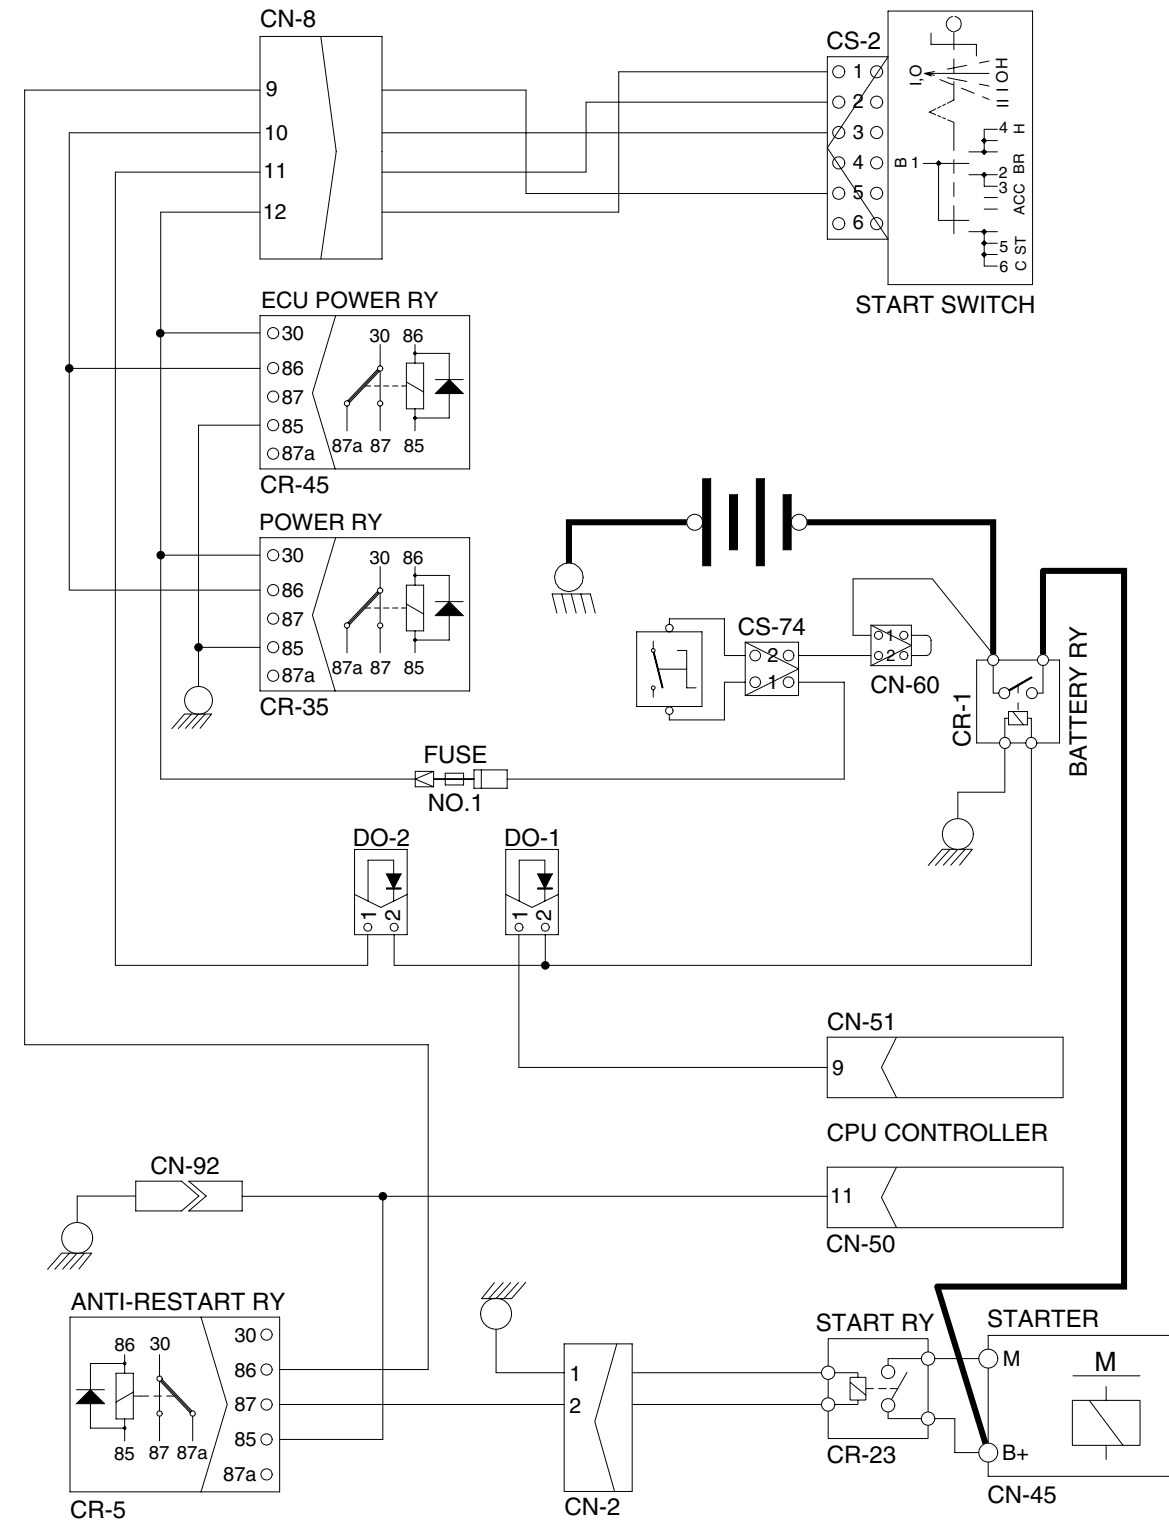 CN-8
9
10
11
12
CS-2
1
2
3
4
5
6
I,O
H
O
I
II
B 1
4 H
2 BR
3 ACC
5 ST
6 C
START SWITCH
ECU POWER RY
30
86
87
85
87a
30 86
87a 87 85
CR-45
POWER RY
30
86
87
85
87a
30 86
87a 87 85
CR-35
CS-74
2
1
1
2
CN-60
CR-1
BATTERY RY
FUSE
NO.1
DO-2
1 2
DO-1
1 2
CN-51
9
CPU CONTROLLER
CN-92
11
CN-50
ANTI-RESTART RY
86 30
85 87 87a
30
86
87
85
87a
CR-5
1
2
CN-2
START RY
CR-23
STARTER
M
M
B+
CN-45